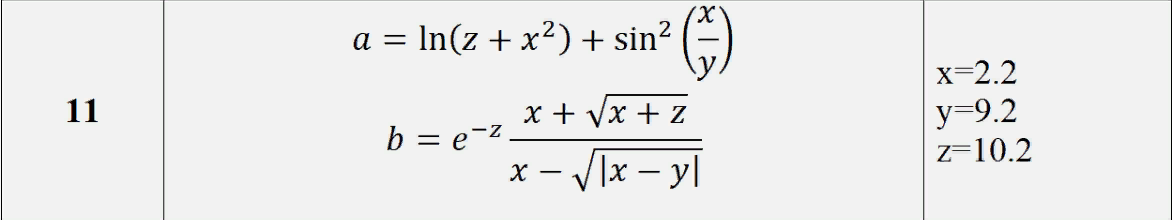 11
a = ln(z + x²) + sin²(x/y)
b = e⁻ᶻ (x + √(x + z))/(x − √|x − y|)
x=2.2
y=9.2
z=10.2